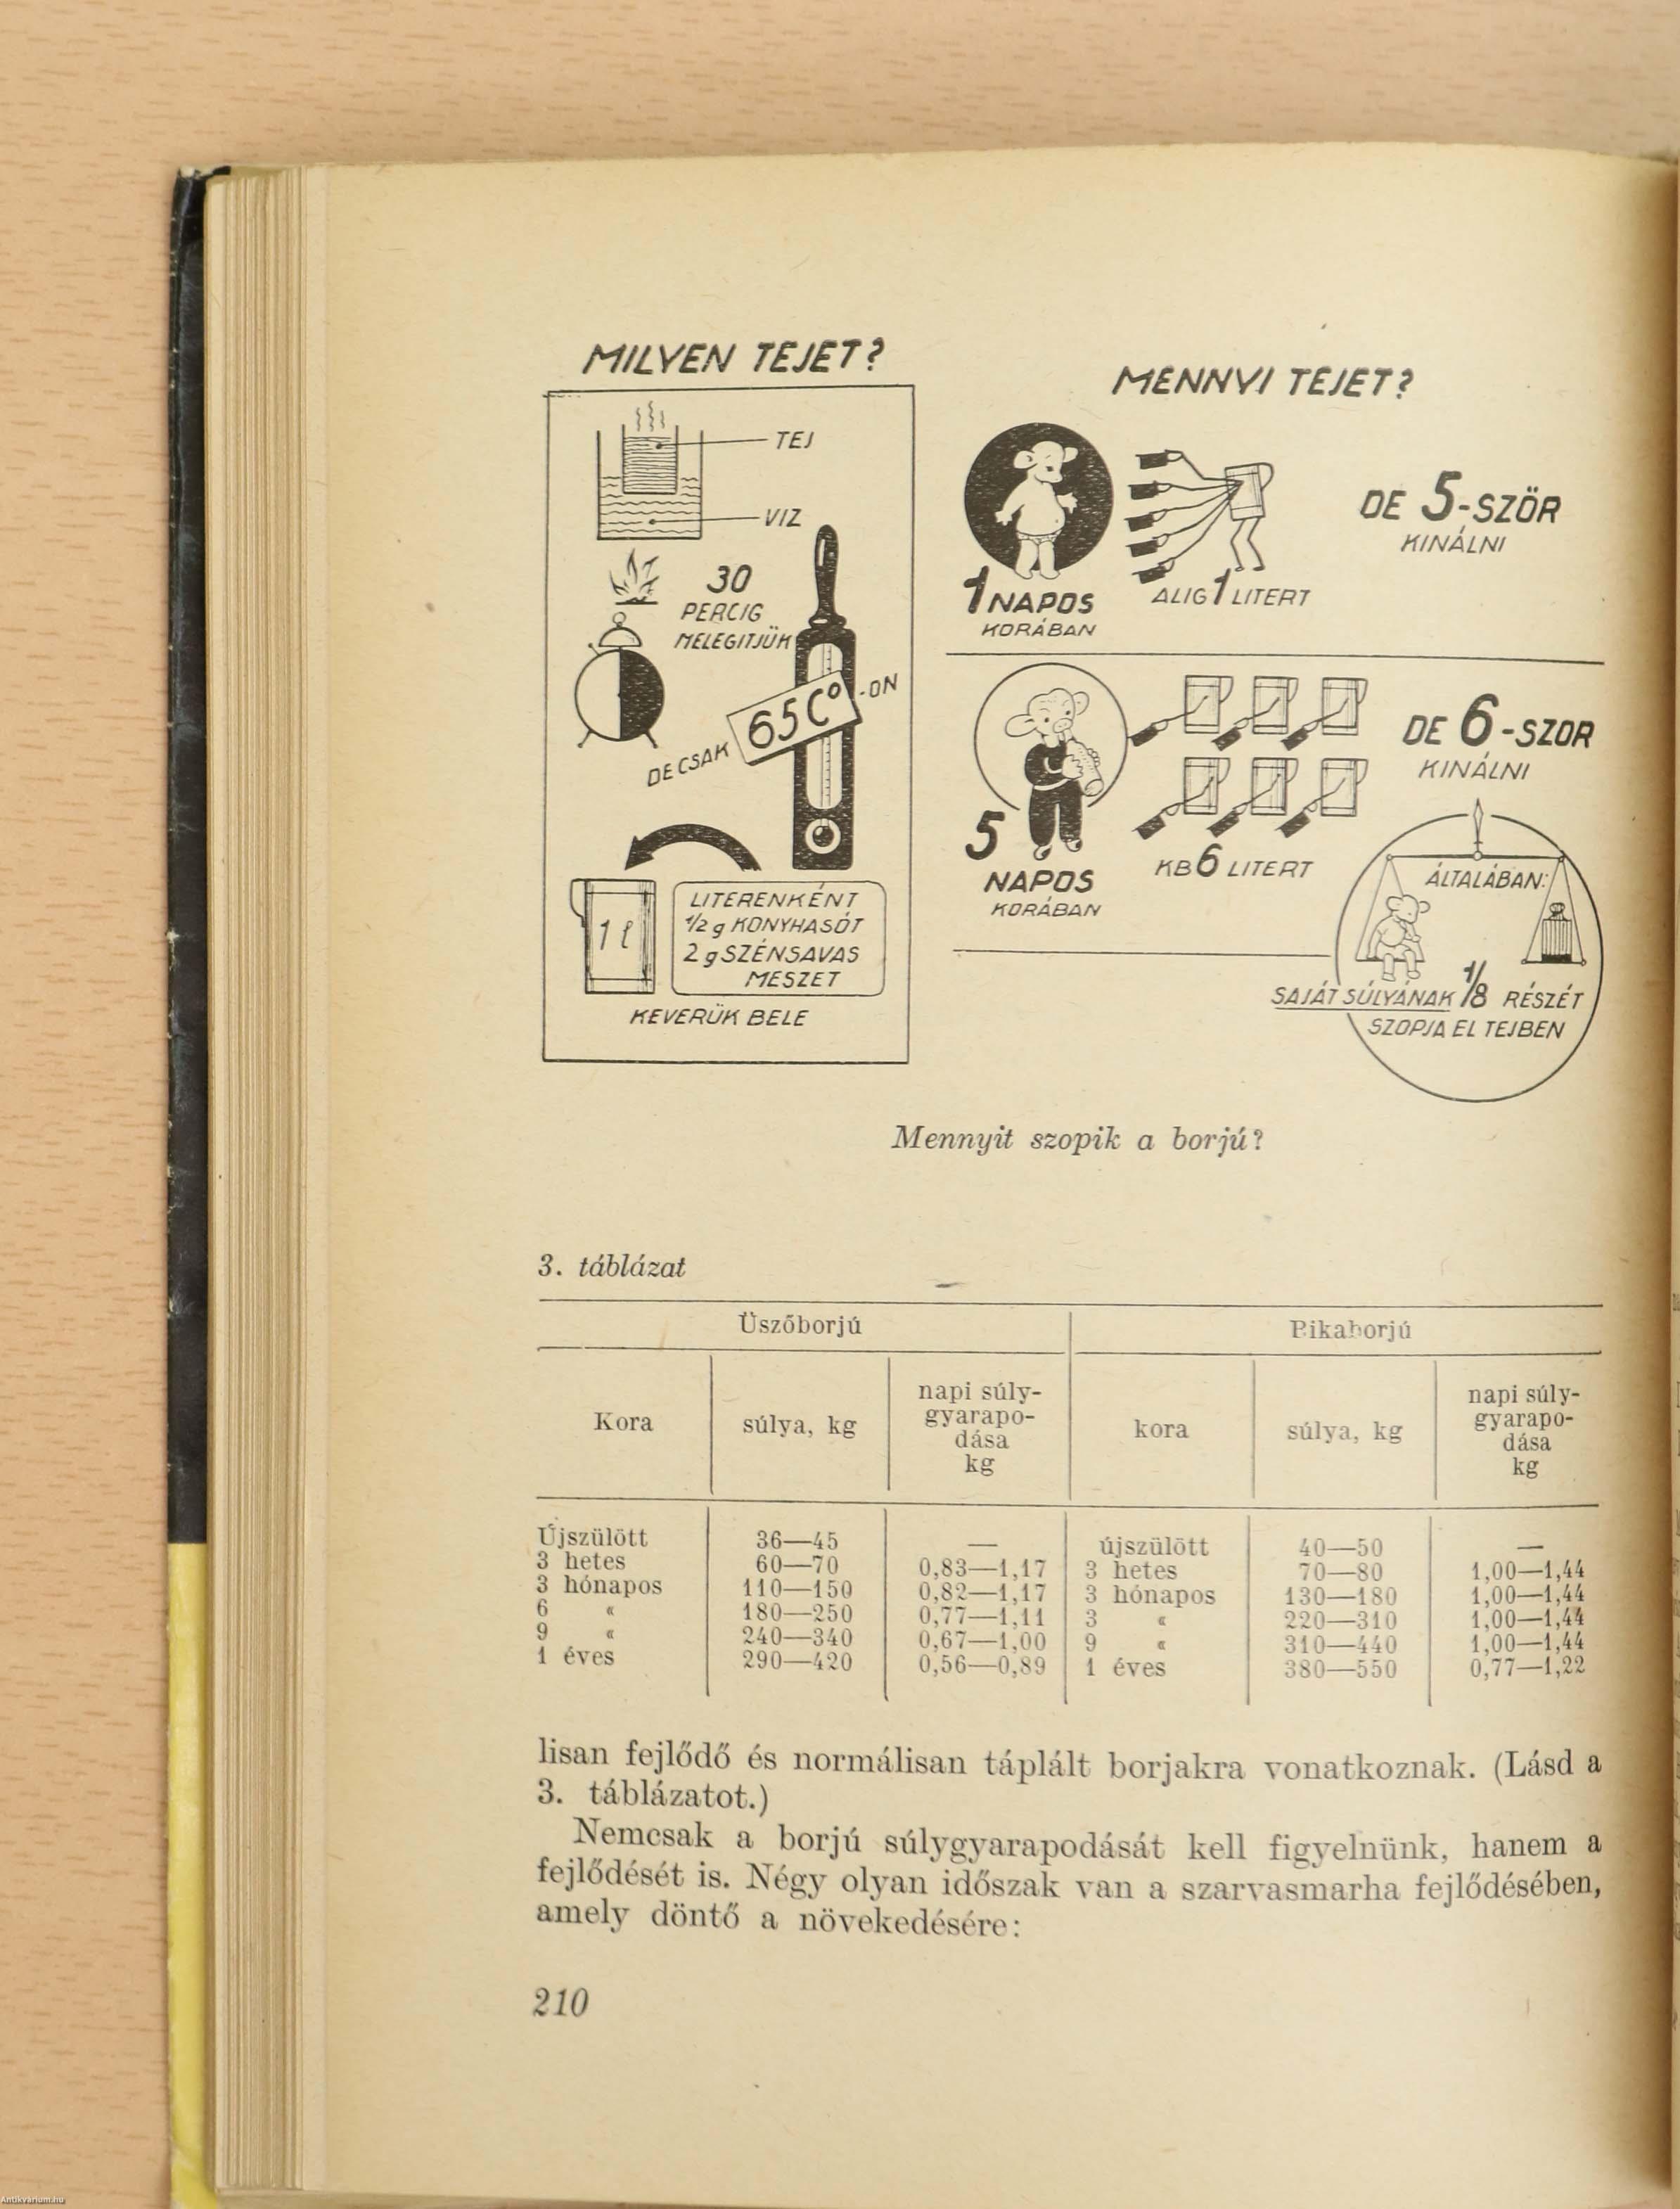 MILYEN TEJET?
TEJ
VIZ
30
PERCIG
MELEGITJÜK
DE CSAK 65 C° -ON
1 l
LITERENKÉNT
1/2 g KONYHASÓT
2 g SZÉNSAVAS
MESZET
KEVERÜK BELE
MENNYI TEJET?
1 NAPOS
KORÁBAN
ALIG 1 LITERT
DE 5-SZÖR
KINÁLNI
5
NAPOS
KORÁBAN
KB 6 LITERT
DE 6-SZOR
KINÁLNI
ÁLTALÁBAN:
SAJÁT SÚLYÁNAK 1/8 RÉSZÉT
SZOPJA EL TEJBEN
Mennyit szopik a borjú?
3. táblázat
Üszőborjú Bikaborjú
Kora súlya, kg napi súly-
gyarapo-
dása
kg kora súlya, kg napi súly-
gyarapo-
dása
kg
Újszülött 36—45 — újszülött 40—50 —
3 hetes 60—70 0,83—1,17 3 hetes 70—80 1,00—1,44
3 hónapos 110—150 0,82—1,17 3 hónapos 130—180 1,00—1,44
6 « 180—250 0,77—1,11 3 « 220—310 1,00—1,44
9 « 240—340 0,67—1,00 9 « 310—440 1,00—1,44
1 éves 290—420 0,56—0,89 1 éves 380—550 0,77—1,22
lisan fejlődő és normálisan táplált borjakra vonatkoznak. (Lásd a
3. táblázatot.)
Nemcsak a borjú súlygyarapodását kell figyelnünk, hanem a
fejlődését is. Négy olyan időszak van a szarvasmarha fejlődésében,
amely döntő a növekedésére:
210
Antikvarium.hu